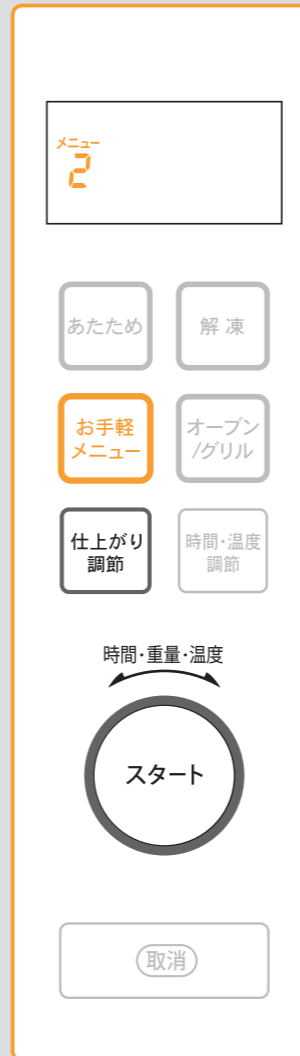 メニュー
2
あたため
解 凍
お手軽
メニュー
オーブン
/グリル
仕上がり
調節
時間・温度
調節
時間・重量・温度
スタート
取消